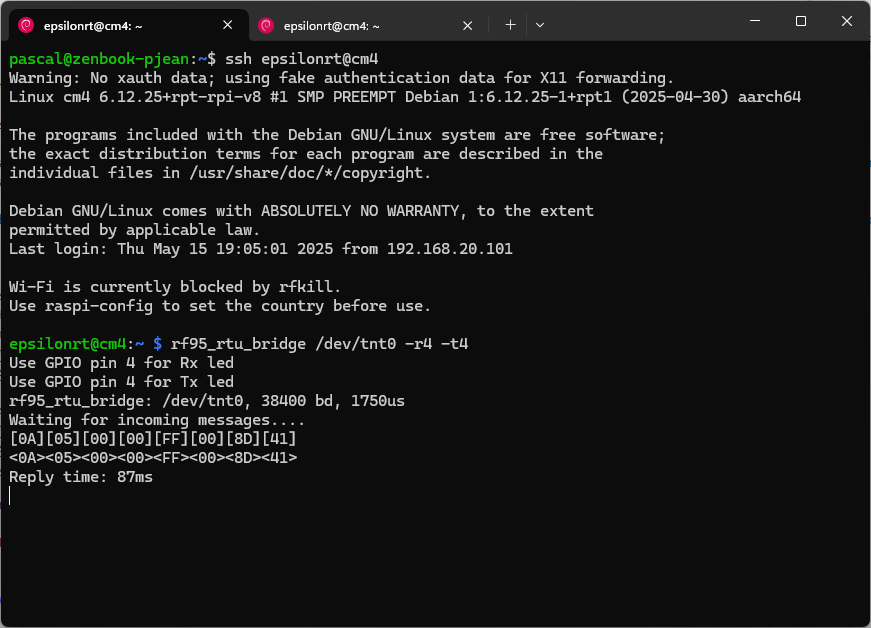 epsilonrt@cm4: ~
epsilonrt@cm4: ~
pascal@zenbook-pjean:~$ ssh epsilonrt@cm4
Warning: No xauth data; using fake authentication data for X11 forwarding.
Linux cm4 6.12.25+rpt-rpi-v8 #1 SMP PREEMPT Debian 1:6.12.25-1+rpt1 (2025-04-30) aarch64
The programs included with the Debian GNU/Linux system are free software;
the exact distribution terms for each program are described in the
individual files in /usr/share/doc/*/copyright.
Debian GNU/Linux comes with ABSOLUTELY NO WARRANTY, to the extent
permitted by applicable law.
Last login: Thu May 15 19:05:01 2025 from 192.168.20.101
Wi-Fi is currently blocked by rfkill.
Use raspi-config to set the country before use.
epsilonrt@cm4:~ $ rf95_rtu_bridge /dev/tnt0 -r4 -t4
Use GPIO pin 4 for Rx led
Use GPIO pin 4 for Tx led
rf95_rtu_bridge: /dev/tnt0, 38400 bd, 1750us
Waiting for incoming messages....
[0A][05][00][00][FF][00][8D][41]
<0A><05><00><00><FF><00><8D><41>
Reply time: 87ms